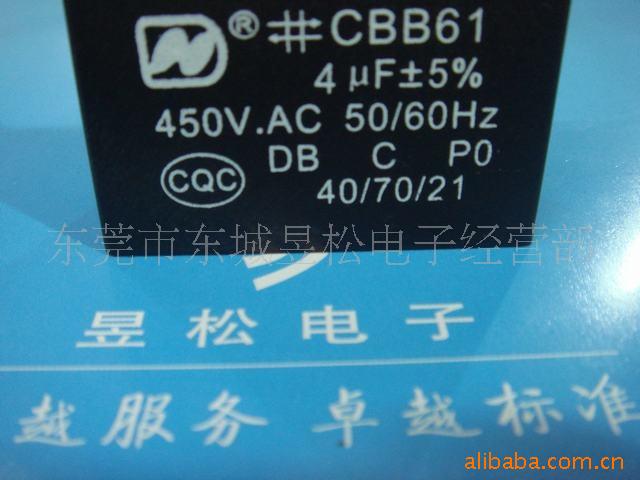 ® CBB61
4 μF±5%
450V.AC 50/60Hz
DB C P0
CQC
40/70/21
东莞市东城昱松电子经营部
昱松电子
越服务 卓越标准
alibaba.com.cn